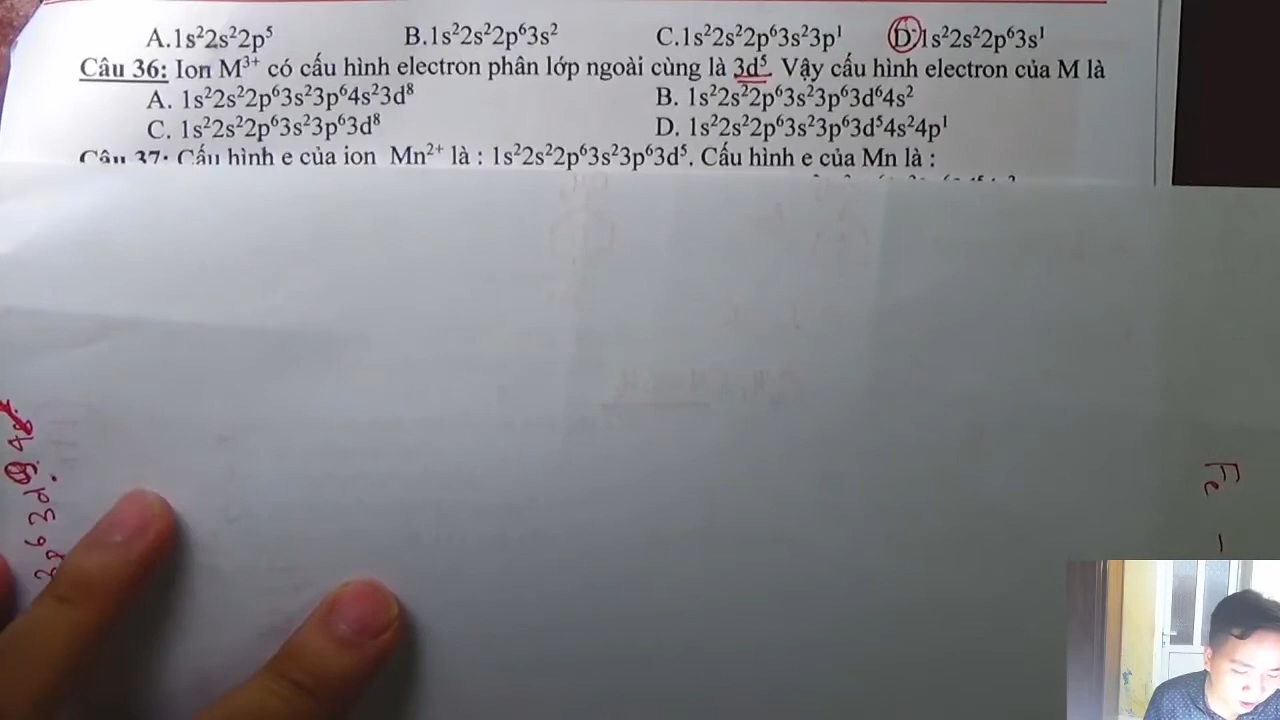 A.1s²2s²2p⁵ B.1s²2s²2p⁶3s² C.1s²2s²2p⁶3s²3p¹ D.1s²2s²2p⁶3s¹
Câu 36: Ion M³⁺ có cấu hình electron phân lớp ngoài cùng là 3d⁵. Vậy cấu hình electron của M là
A. 1s²2s²2p⁶3s²3p⁶4s²3d⁸ B. 1s²2s²2p⁶3s²3p⁶3d⁶4s²
C. 1s²2s²2p⁶3s²3p⁶3d⁸ D. 1s²2s²2p⁶3s²3p⁶3d⁵4s²4p¹
Câu 37: Cấu hình e của ion Mn²⁺ là : 1s²2s²2p⁶3s²3p⁶3d⁵. Cấu hình e của Mn là :
Fe -